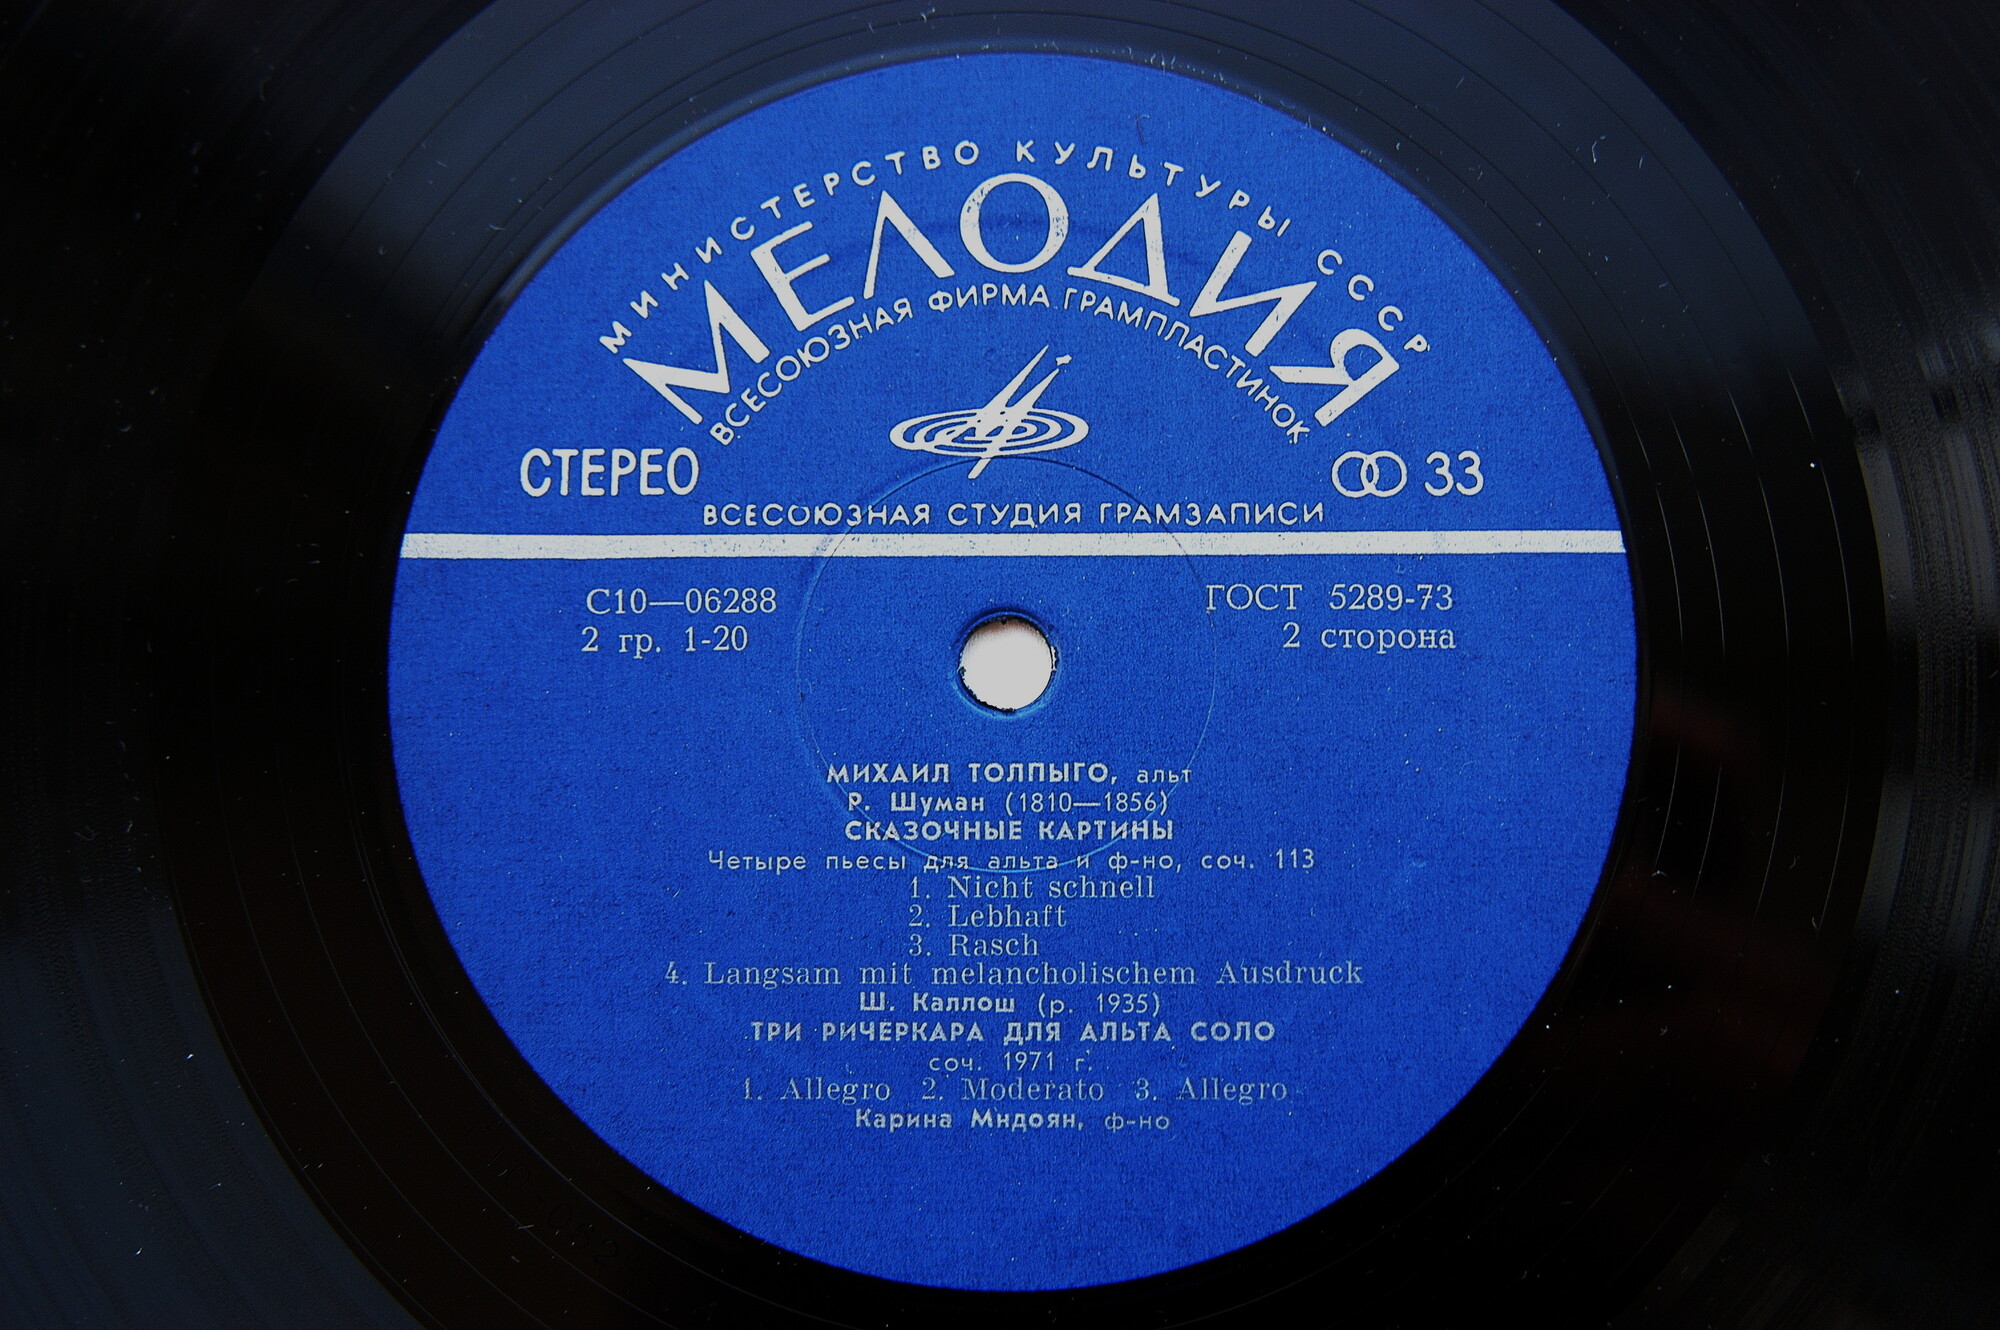 МИНИСТЕРСТВО КУЛЬТУРЫ СССР
МЕЛОДИЯ
ВСЕСОЮЗНАЯ ФИРМА ГРАМПЛАСТИНОК
СТЕРЕО
33
ВСЕСОЮЗНАЯ СТУДИЯ ГРАМЗАПИСИ
С10—06288
ГОСТ 5289-73
2 гр. 1-20
2 сторона
МИХАИЛ ТОЛПЫГО, альт
Р. Шуман (1810—1856)
СКАЗОЧНЫЕ КАРТИНЫ
Четыре пьесы для альта и ф-но, соч. 113
1. Nicht schnell
2. Lebhaft
3. Rasch
4. Langsam mit melancholischem Ausdruck
Ш. Каллош (р. 1935)
ТРИ РИЧЕРКАРА ДЛЯ АЛЬТА СОЛО
соч. 1971 г.
1. Allegro 2. Moderato 3. Allegro
Карина Мндоян, ф-но